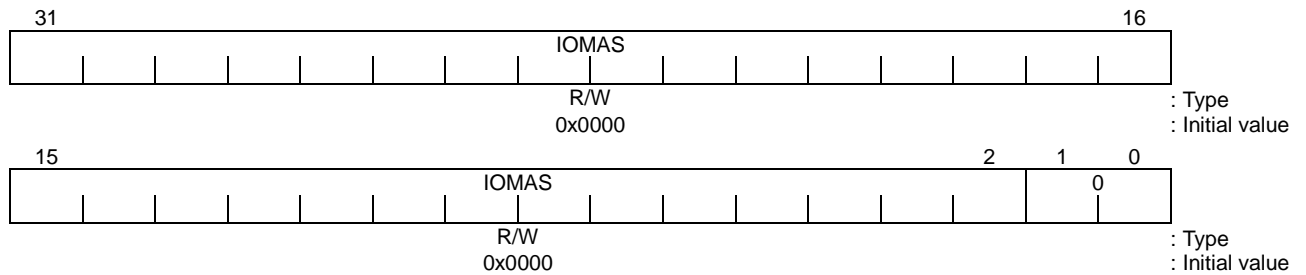 31 16
IOMAS
R/W : Type
0x0000 : Initial value
15 2 1 0
IOMAS 0
R/W : Type
0x0000 : Initial value